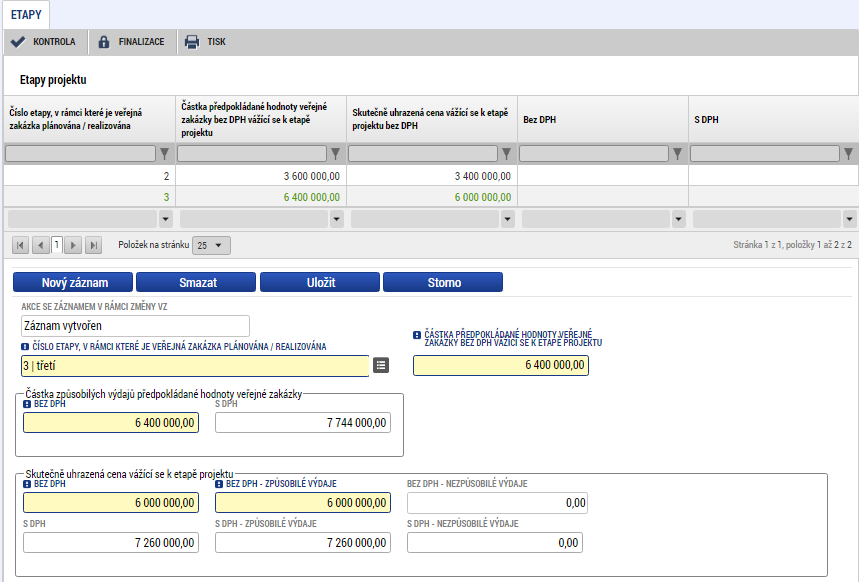 ETAPY
KONTROLA FINALIZACE TISK
Etapy projektu
Číslo etapy, v rámci které je veřejná zakázka plánována / realizována
Částka předpokládané hodnoty veřejné zakázky bez DPH vážící se k etapě projektu
Skutečně uhrazená cena vážící se k etapě projektu bez DPH
Bez DPH
S DPH
2 3 600 000,00 3 400 000,00
3 6 400 000,00 6 000 000,00
1 Položek na stránku 25 Stránka 1 z 1, položky 1 až 2 z 2
Nový záznam Smazat Uložit Storno
AKCE SE ZÁZNAMEM V RÁMCI ZMĚNY VZ
Záznam vytvořen
ČÍSLO ETAPY, V RÁMCI KTERÉ JE VEŘEJNÁ ZAKÁZKA PLÁNOVÁNA / REALIZOVÁNA
3 | třetí
ČÁSTKA PŘEDPOKLÁDANÉ HODNOTY VEŘEJNÉ
ZAKÁZKY BEZ DPH VÁŽÍCÍ SE K ETAPĚ PROJEKTU
6 400 000,00
Částka způsobilých výdajů předpokládané hodnoty veřejné zakázky
BEZ DPH S DPH
6 400 000,00 7 744 000,00
Skutečně uhrazená cena vážící se k etapě projektu
BEZ DPH BEZ DPH - ZPŮSOBILÉ VÝDAJE BEZ DPH - NEZPŮSOBILÉ VÝDAJE
6 000 000,00 6 000 000,00 0,00
S DPH S DPH - ZPŮSOBILÉ VÝDAJE S DPH - NEZPŮSOBILÉ VÝDAJE
7 260 000,00 7 260 000,00 0,00